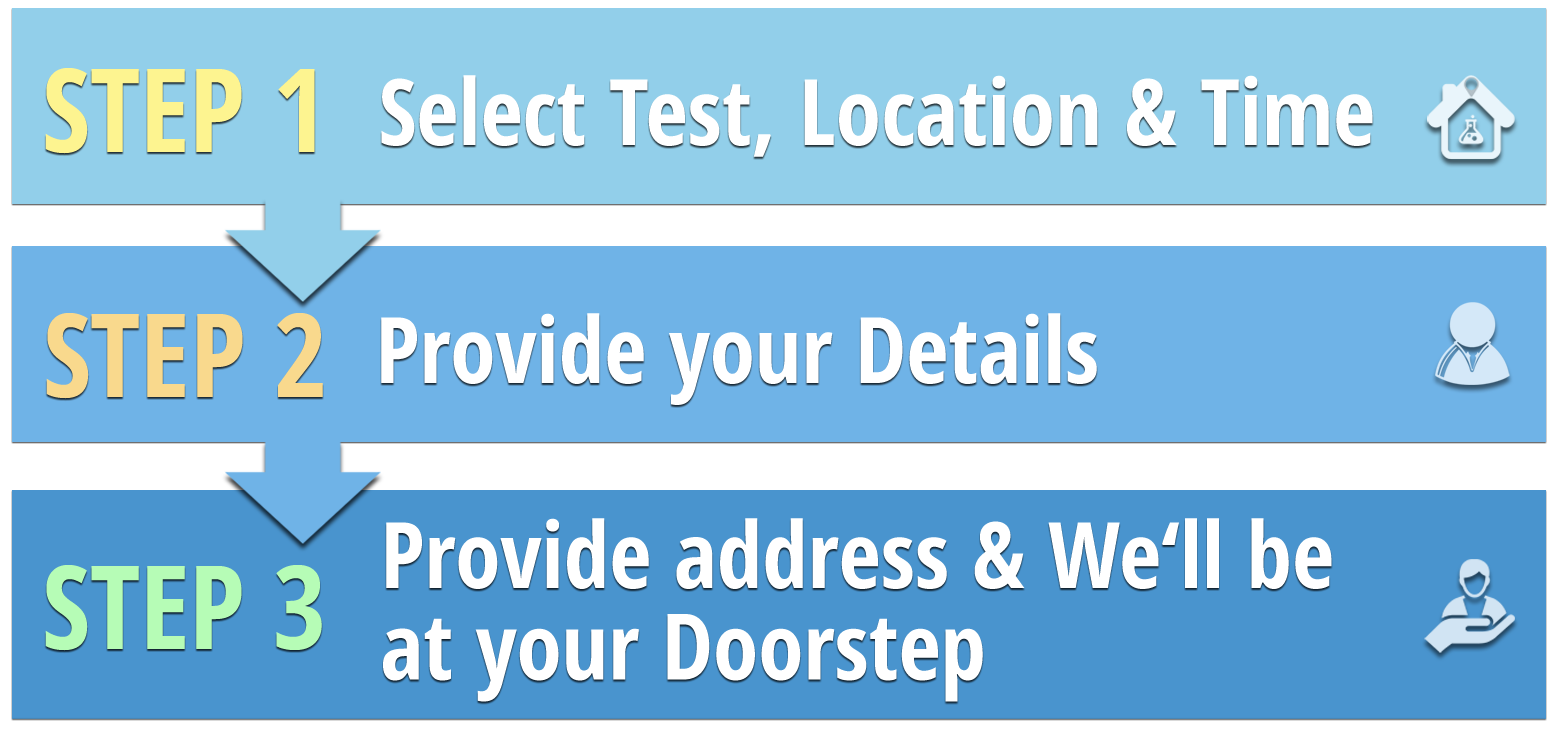 STEP 1 Select Test, Location & Time
STEP 2 Provide your Details
STEP 3 Provide address & We‘ll be
at your Doorstep